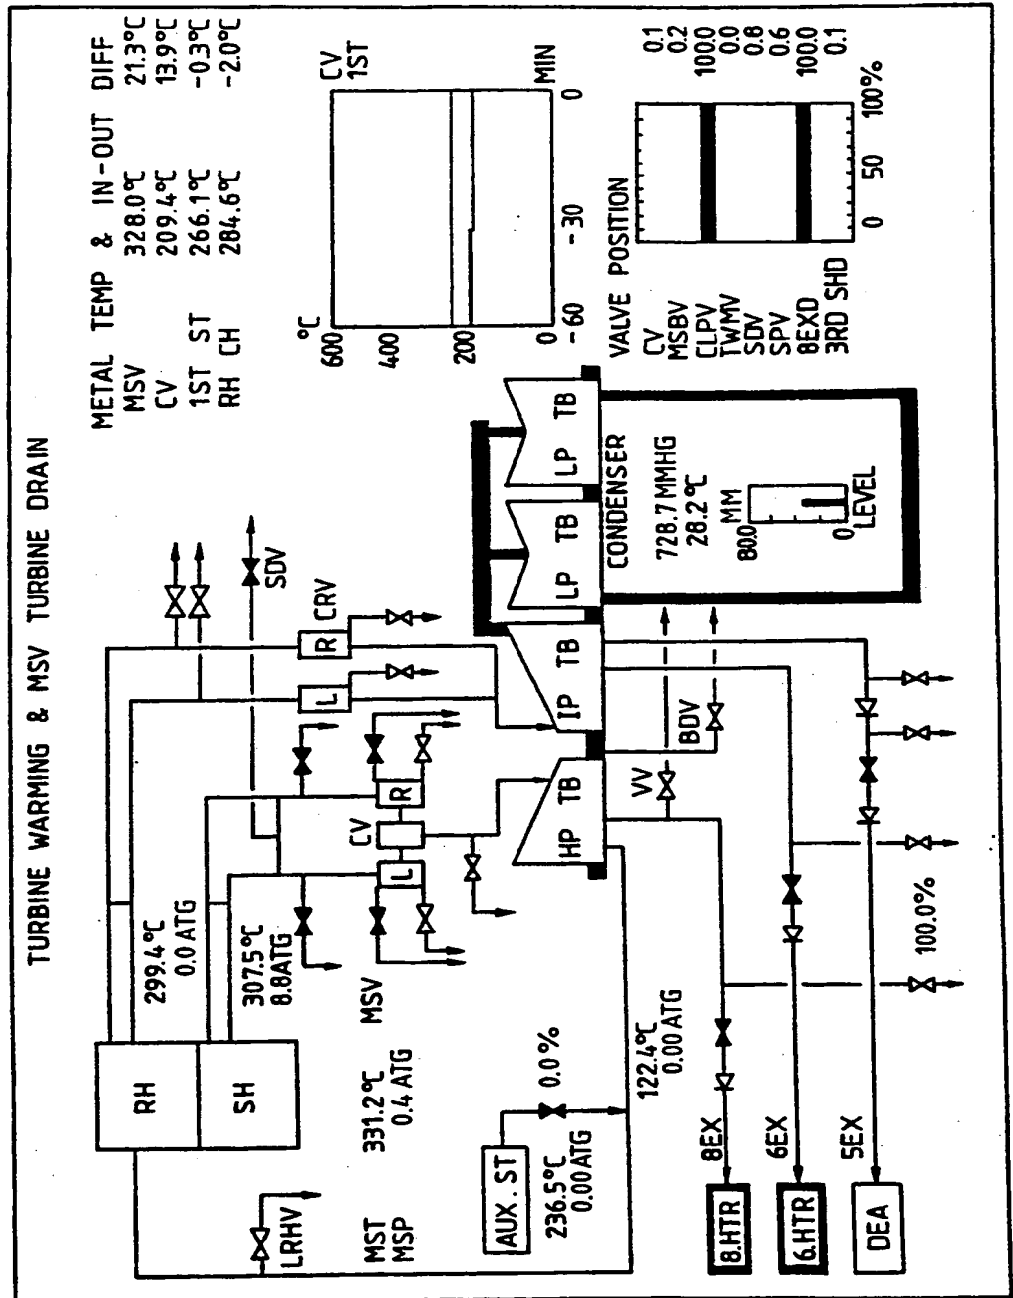 TURBINE WARMING & MSV TURBINE DRAIN
METAL TEMP & IN-OUT DIFF
MSV 328.0℃ 21.3℃
CV 209.4℃ 13.9℃
1ST ST 266.1℃ -0.3℃
RH CH 284.6℃ -2.0℃
℃
600
400
200
0
-60 -30 0
MIN
CV
1ST
VALVE POSITION
CV 0.1
MSBV 0.2
CLPV 100.0
TWMV 0.0
SDV 0.8
SPV 0.6
8EXD 100.0
3RD SHD 0.1
0 50 100%
RH
SH
299.4℃
0.0 ATG
307.5℃
8.8ATG
SDV
CRV
L
R
MSV
CV
L
R
LRHV
MST 331.2℃
MSP 0.4 ATG
AUX. ST
0.0%
236.5℃
0.00 ATG
122.4℃
0.00 ATG
HP TB
IP TB
LP TB
LP TB
VV
BDV
CONDENSER
728.7 MMHG
28.2℃
MM
80.0
0
LEVEL
8.HTR
8EX
6.HTR
6EX
DEA
5EX
100.0%